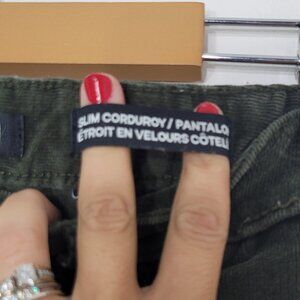 SLIM CORDUROY / PANTALO
ÉTROIT EN VELOURS CÔTEL